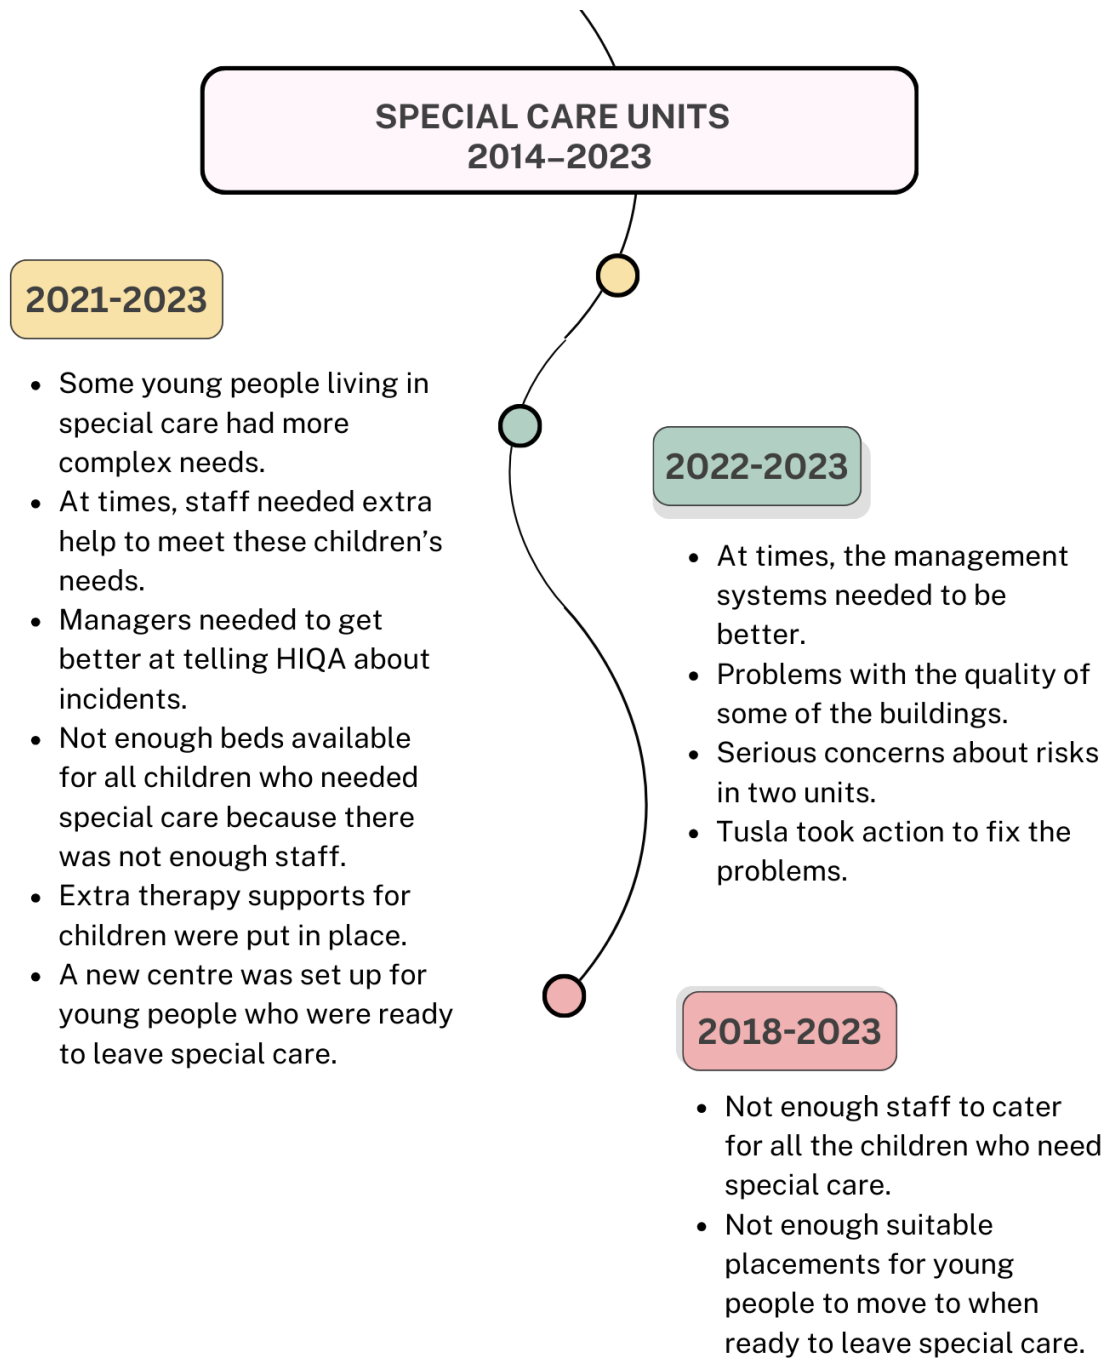 SPECIAL CARE UNITS
2014–2023
2021-2023
• Some young people living in
special care had more
complex needs.
• At times, staff needed extra
help to meet these children’s
needs.
• Managers needed to get
better at telling HIQA about
incidents.
• Not enough beds available
for all children who needed
special care because there
was not enough staff.
• Extra therapy supports for
children were put in place.
• A new centre was set up for
young people who were ready
to leave special care.
2022-2023
• At times, the management
systems needed to be
better.
• Problems with the quality of
some of the buildings.
• Serious concerns about risks
in two units.
• Tusla took action to fix the
problems.
2018-2023
• Not enough staff to cater
for all the children who need
special care.
• Not enough suitable
placements for young
people to move to when
ready to leave special care.